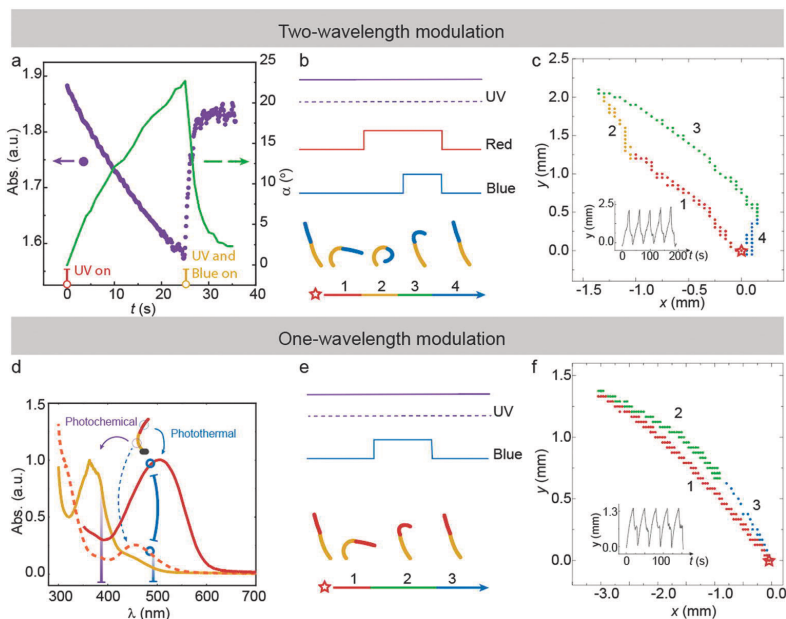 Two-wavelength modulation
a
Abs. (a.u.)
1.9
1.8
1.7
1.6
25
20
15
10
5
0
α (°)
UV on
UV and
Blue on
0 10 20 30 40
t (s)
b
UV
Red
Blue
1 2 3 4
c
y (mm)
2.5
2.0
1.5
1.0
0.5
0.0
2
3
1
4
y (mm)
2.5
0.0
0 100 200
t (s)
-1.5 -1.0 -0.5 0.0
x (mm)
One-wavelength modulation
d
Abs. (a.u.)
1.5
1.0
0.5
0.0
Photochemical
Photothermal
300 400 500 600 700
λ (nm)
e
UV
Blue
1 2 3
f
y (mm)
1.5
1.0
0.5
0.0
2
1
3
y (mm)
1.3
0.0
0 100 t (s)
-3.0 -2.0 -1.0 0.0
x (mm)